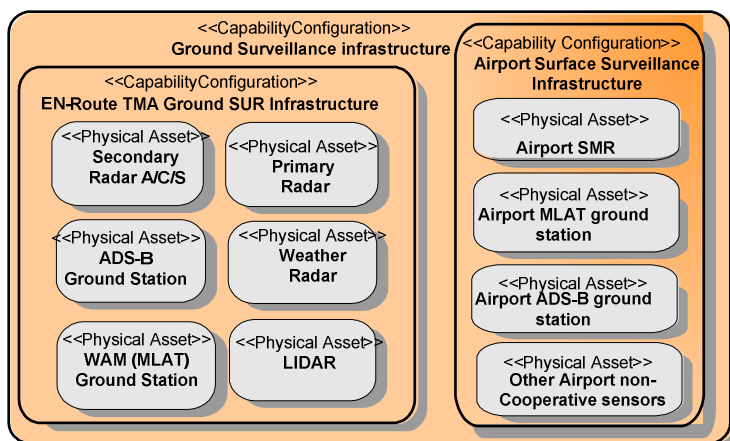 <<CapabilityConfiguration>>
Ground Surveillance infrastructure
<<CapabilityConfiguration>>
EN-Route TMA Ground SUR Infrastructure
<<Physical Asset>>
Secondary
Radar A/C/S
<<Physical Asset>>
Primary
Radar
<<Physical Asset>>
ADS-B
Ground Station
<<Physical Asset>>
Weather
Radar
<<Physical Asset>>
WAM (MLAT)
Ground Station
<<Physical Asset>>
LIDAR
<<Capability Configuration>>
Airport Surface Surveillance
Infrastructure
<<Physical Asset>>
Airport SMR
<<Physical Asset>>
Airport MLAT ground
station
<<Physical Asset>>
Airport ADS-B ground
station
<<Physical Asset>>
Other Airport non-
Cooperative sensors